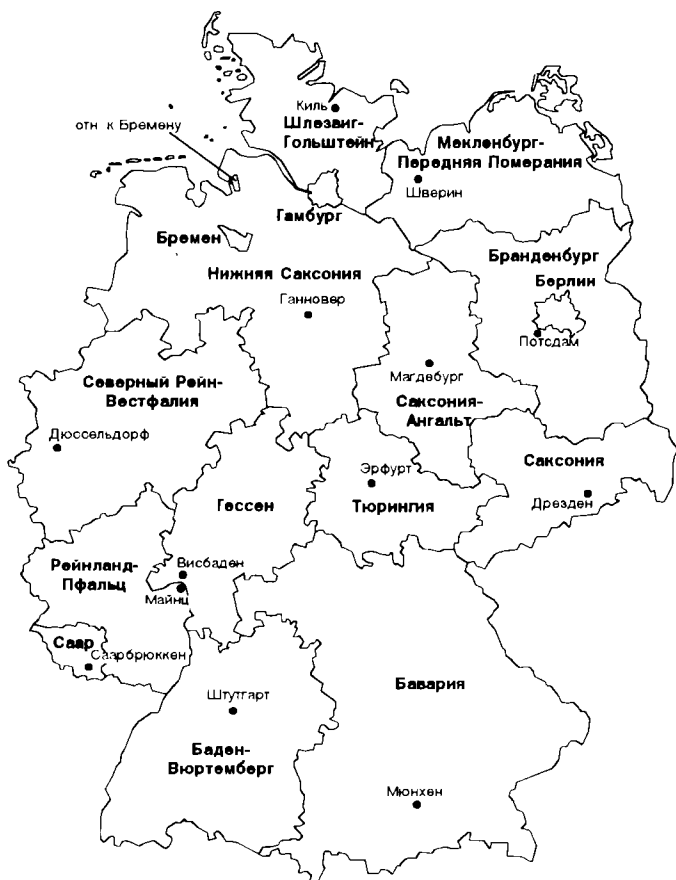 Киль
Шлезвиг-
Гольштейн
отн к Бремену
Мекленбург-
Передняя Померания
Шверин
Гамбург
Бремен
Бранденбург
Нижняя Саксония
Берлин
Ганновер
Потсдам
Магдебург
Северный Рейн-
Вестфалия
Саксония-
Ангальт
Дюссельдорф
Саксония
Эрфурт
Гессен
Тюрингия
Дрезден
Рейнланд-
Пфальц
Висбаден
Майнц
Саар
Саарбрюккен
Бавария
Штутгарт
Баден-
Вюртемберг
Мюнхен